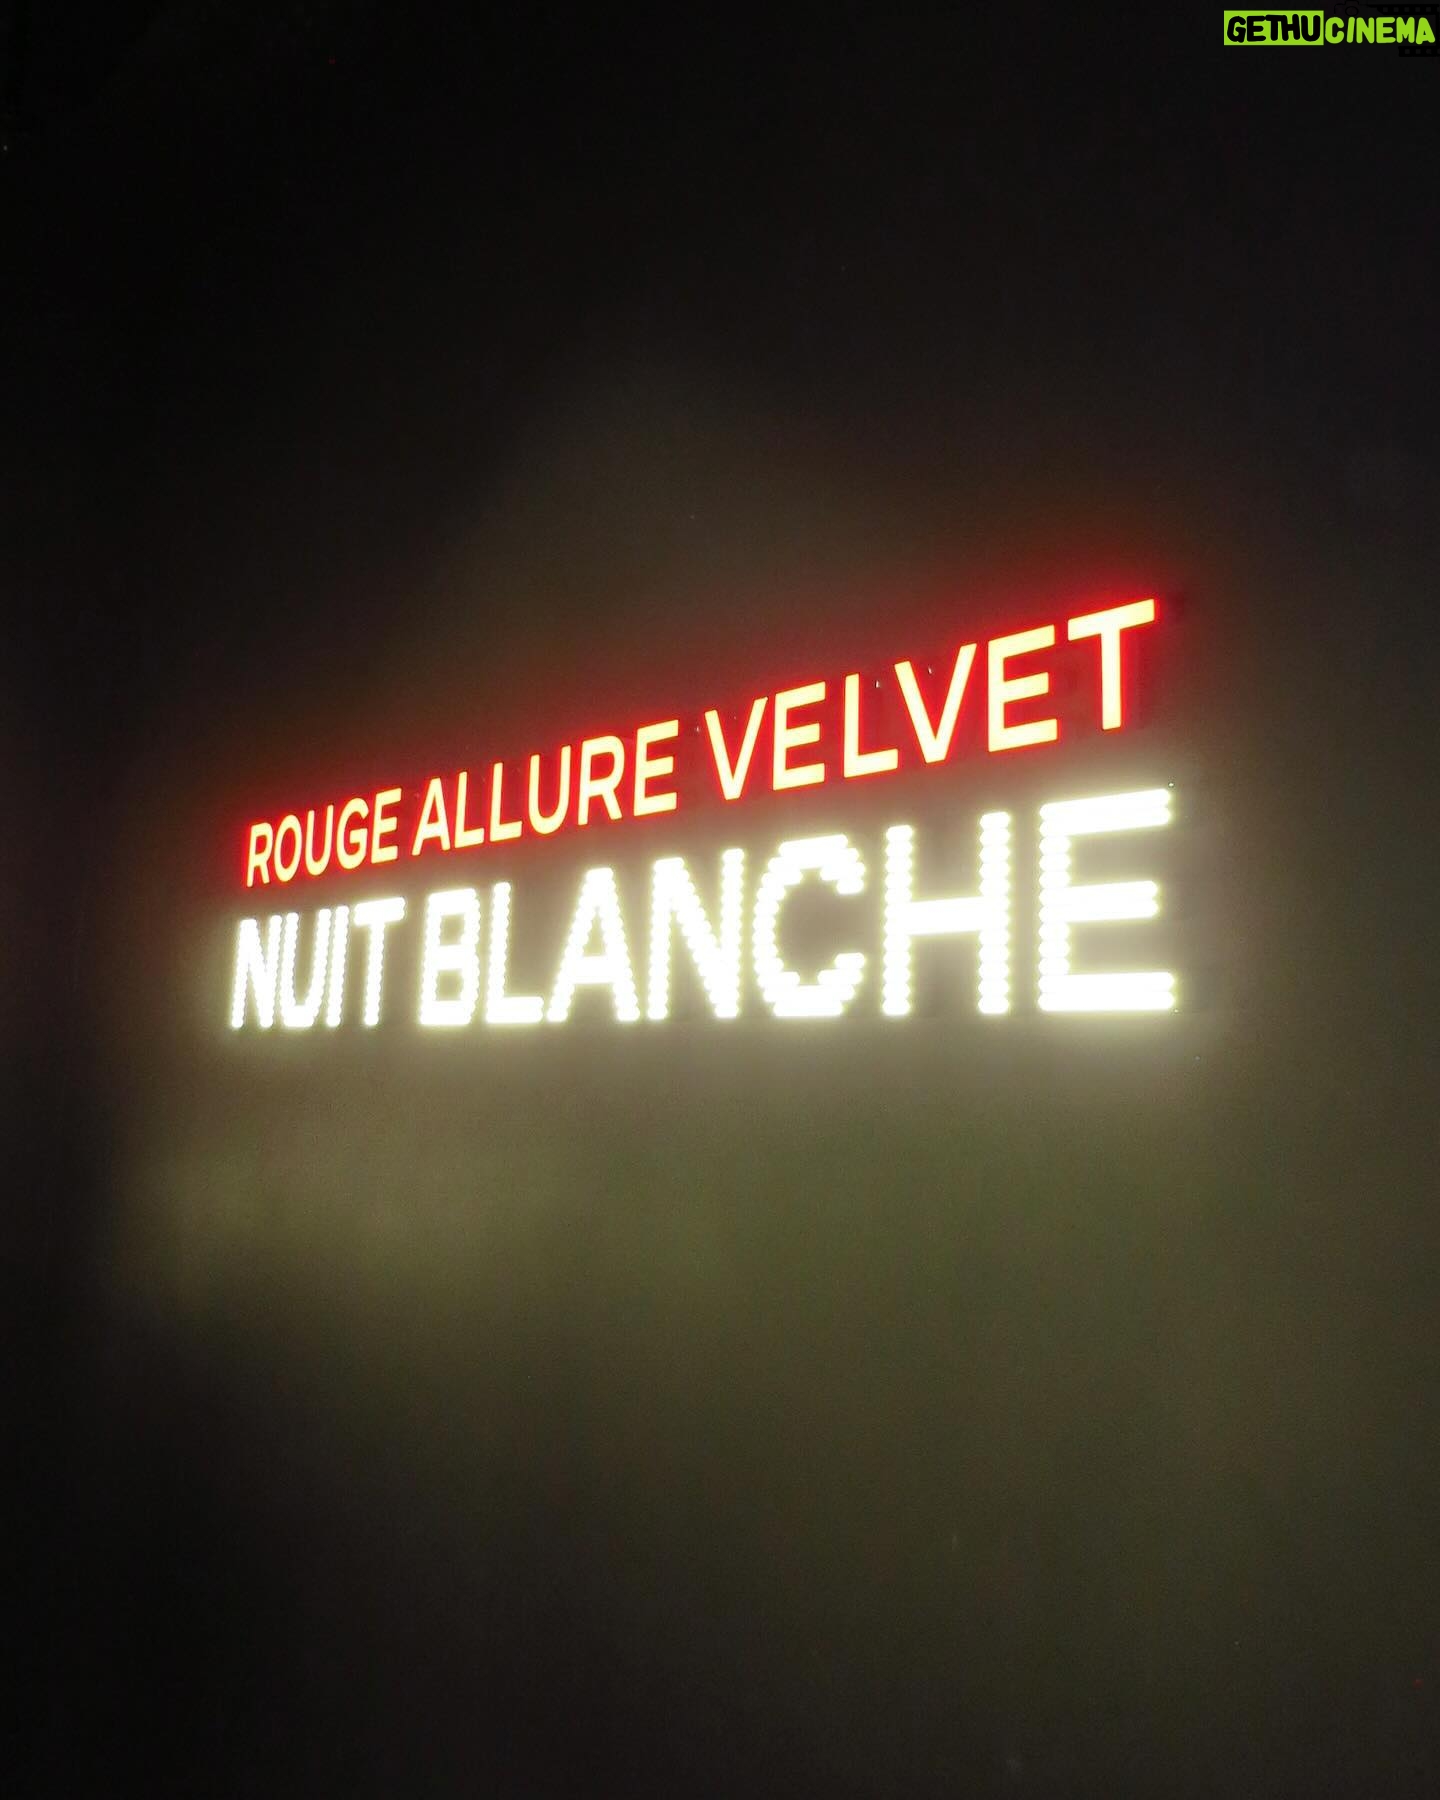 GETHUCINEMA
ROUGE ALLURE VELVET
NUIT BLANCHE